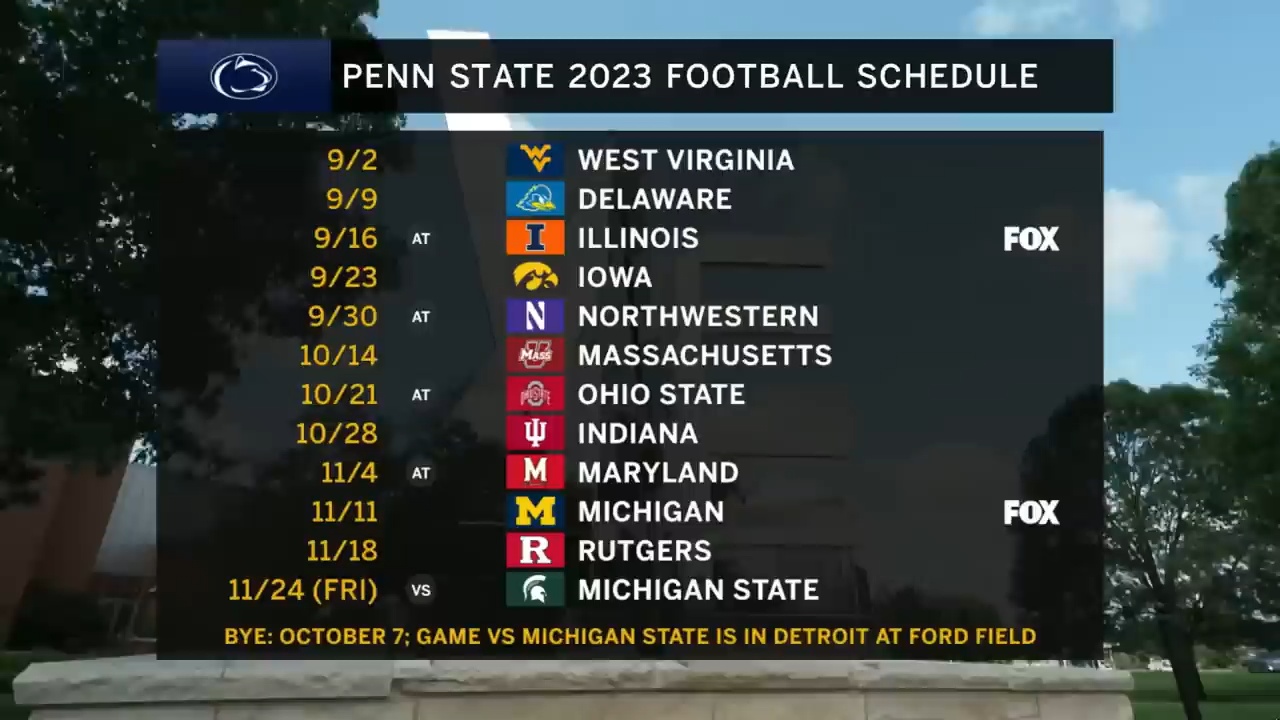 PENN STATE 2023 FOOTBALL SCHEDULE
9/2 WEST VIRGINIA
9/9 DELAWARE
9/16 AT I ILLINOIS FOX
9/23 IOWA
9/30 AT N NORTHWESTERN
10/14 MASS MASSACHUSETTS
10/21 AT OHIO STATE
10/28 INDIANA
11/4 AT M MARYLAND
11/11 M MICHIGAN FOX
11/18 R RUTGERS
11/24 (FRI) VS MICHIGAN STATE
BYE: OCTOBER 7; GAME VS MICHIGAN STATE IS IN DETROIT AT FORD FIELD